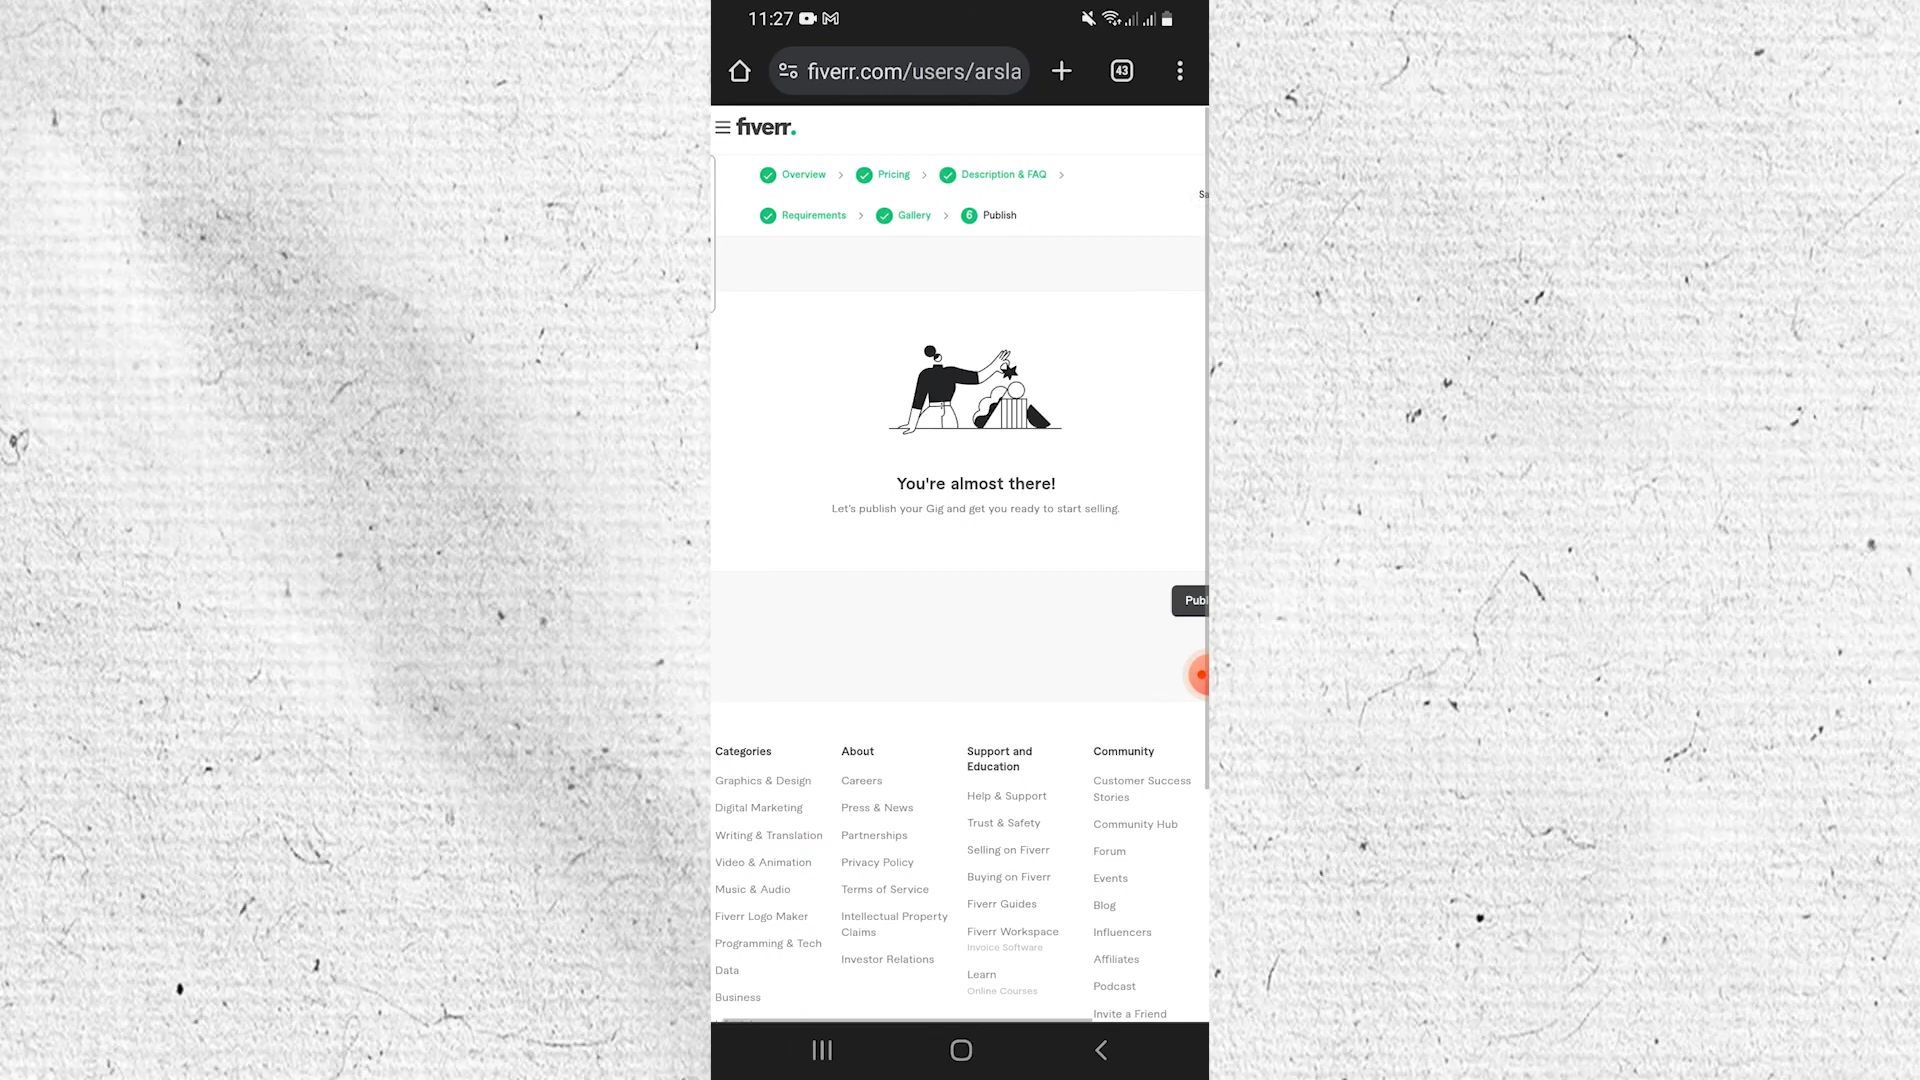 11:27
fiverr.com/users/arsla
43
fiverr.
Overview
Pricing
Description & FAQ
Sa
Requirements
Gallery
6 Publish
You're almost there!
Let's publish your Gig and get you ready to start selling.
Publ
Categories
Graphics & Design
Digital Marketing
Writing & Translation
Video & Animation
Music & Audio
Fiverr Logo Maker
Programming & Tech
Data
Business
About
Careers
Press & News
Partnerships
Privacy Policy
Terms of Service
Intellectual Property
Claims
Investor Relations
Support and
Education
Help & Support
Trust & Safety
Selling on Fiverr
Buying on Fiverr
Fiverr Guides
Fiverr Workspace
Invoice Software
Learn
Online Courses
Community
Customer Success
Stories
Community Hub
Forum
Events
Blog
Influencers
Affiliates
Podcast
Invite a Friend